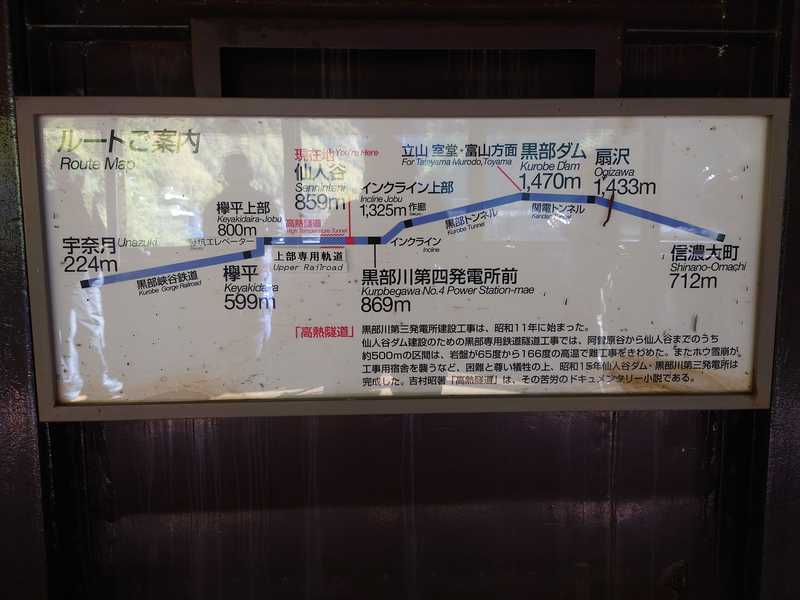 ルートご案内
Route Map
現在地 You're Here
仙人谷
Sennintani
859m
立山 室堂・富山方面
For Tateyama Murodo,Toyama
黒部ダム
Kurobe Dam
1,470m
扇沢
Ogizawa
1,433m
インクライン上部
Incline Jobu
1,325m 作廊
欅平上部
Keyakidaira-Jobu
800m
高熱隧道
High Temperature Tunnel
黒部トンネル
Kurobe Tunnel
関電トンネル
Kanden Tunnel
宇奈月 Unazuki
224m
竪坑エレベーター
上部専用軌道
Upper Railroad
インクライン
Incline
信濃大町
Shinano-Omachi
712m
黒部峡谷鉄道
Kurobe Gorge Railroad
欅平
Keyakidaira
599m
黒部川第四発電所前
Kurobegawa No.4 Power Station-mae
869m
「高熱隧道」
黒部川第三発電所建設工事は、昭和11年に始まった。
仙人谷ダム建設のための黒部専用鉄道隧道工事では、阿曽原谷から仙人谷までのうち
約500mの区間は、岩盤が65度から166度の高温で難工事をきわめた。またホウ雪崩が
工事用宿舎を襲うなど、困難と尊い犠牲の上、昭和15年仙人谷ダム・黒部川第三発電所は
完成した。吉村昭著「高熱隧道」は、その苦労のドキュメンタリー小説である。